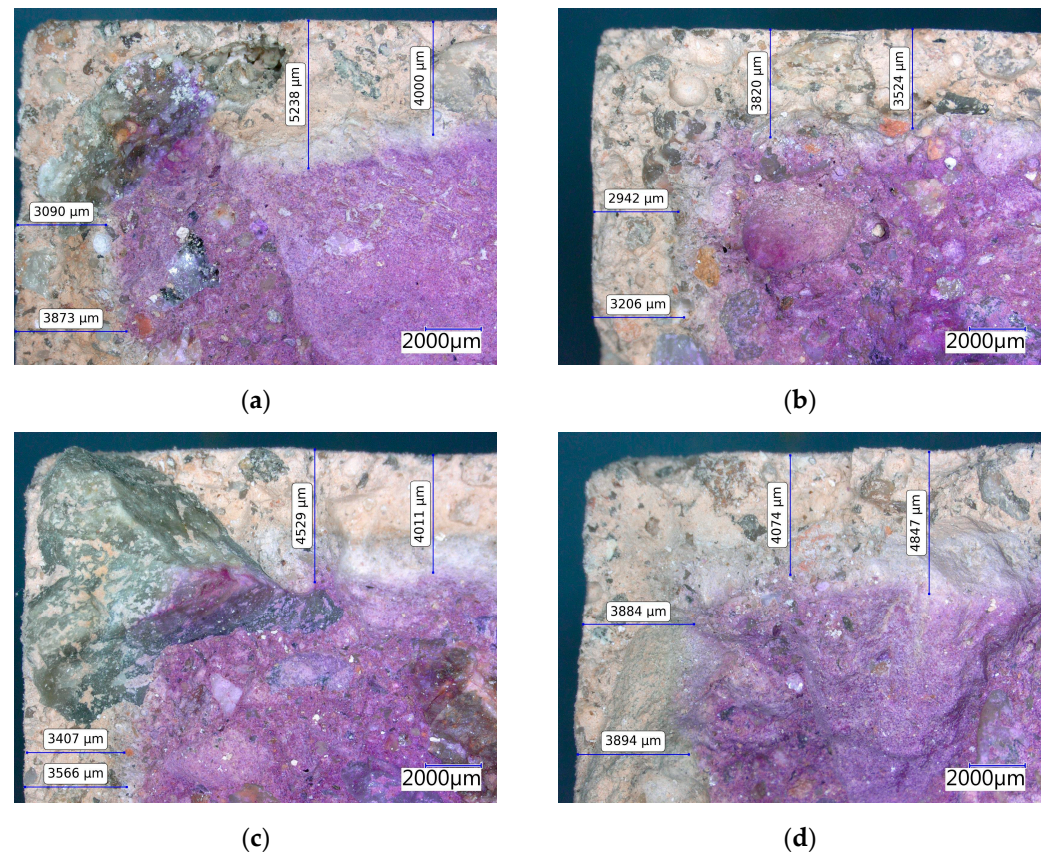 5238 µm
4000 µm
3090 µm
3873 µm
2000µm
(a)
3820 µm
3524 µm
2942 µm
3206 µm
2000µm
(b)
4529 µm
4011 µm
3407 µm
3566 µm
2000µm
(c)
4074 µm
4847 µm
3884 µm
3894 µm
2000µm
(d)